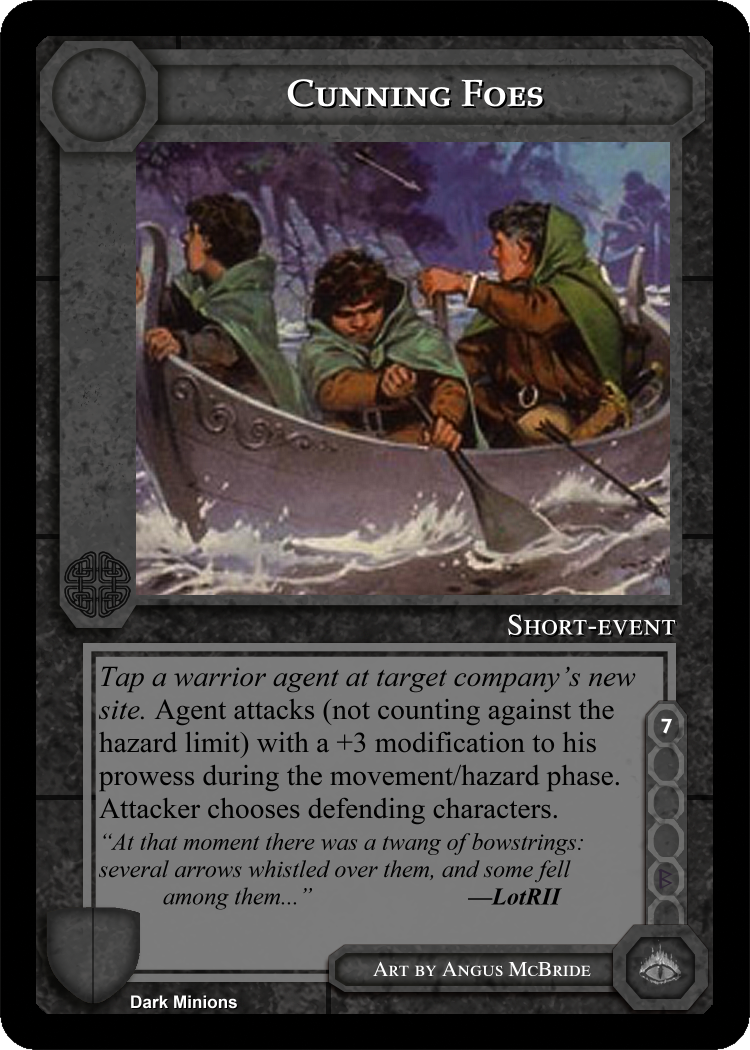 Cunning Foes
Short-event
Tap a warrior agent at target company’s new
site. Agent attacks (not counting against the
hazard limit) with a +3 modification to his
prowess during the movement/hazard phase.
Attacker chooses defending characters.
“At that moment there was a twang of bowstrings:
several arrows whistled over them, and some fell
among them...” —LotRII
7
Art by Angus McBride
Dark Minions